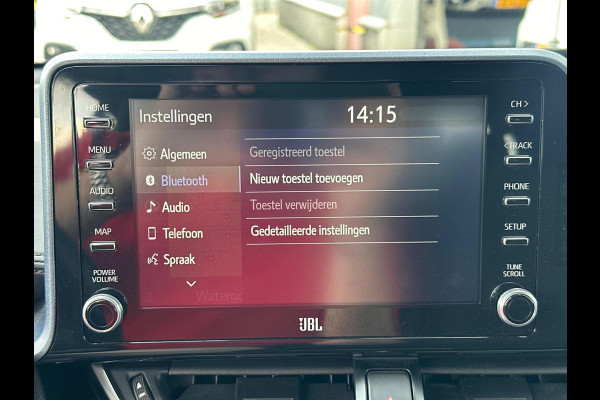 Instellingen 14:15
HOME
MENU
AUDIO
MAP
POWER
VOLUME
Algemeen
Bluetooth
Audio
Telefoon
Spraak
Geregistreerd toestel
Nieuw toestel toevoegen
Toestel verwijderen
Gedetailleerde instellingen
CH >
< TRACK
PHONE
SETUP
TUNE
SCROLL
JBL